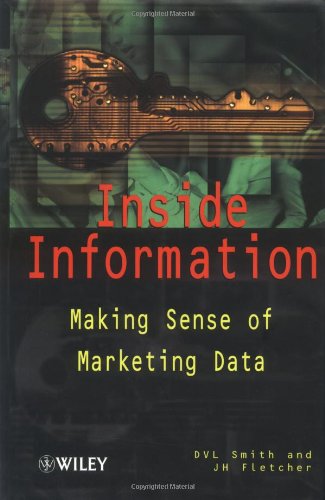 Inside
Information
Making Sense of
Marketing Data
DVL Smith and
JH Fletcher
WILEY